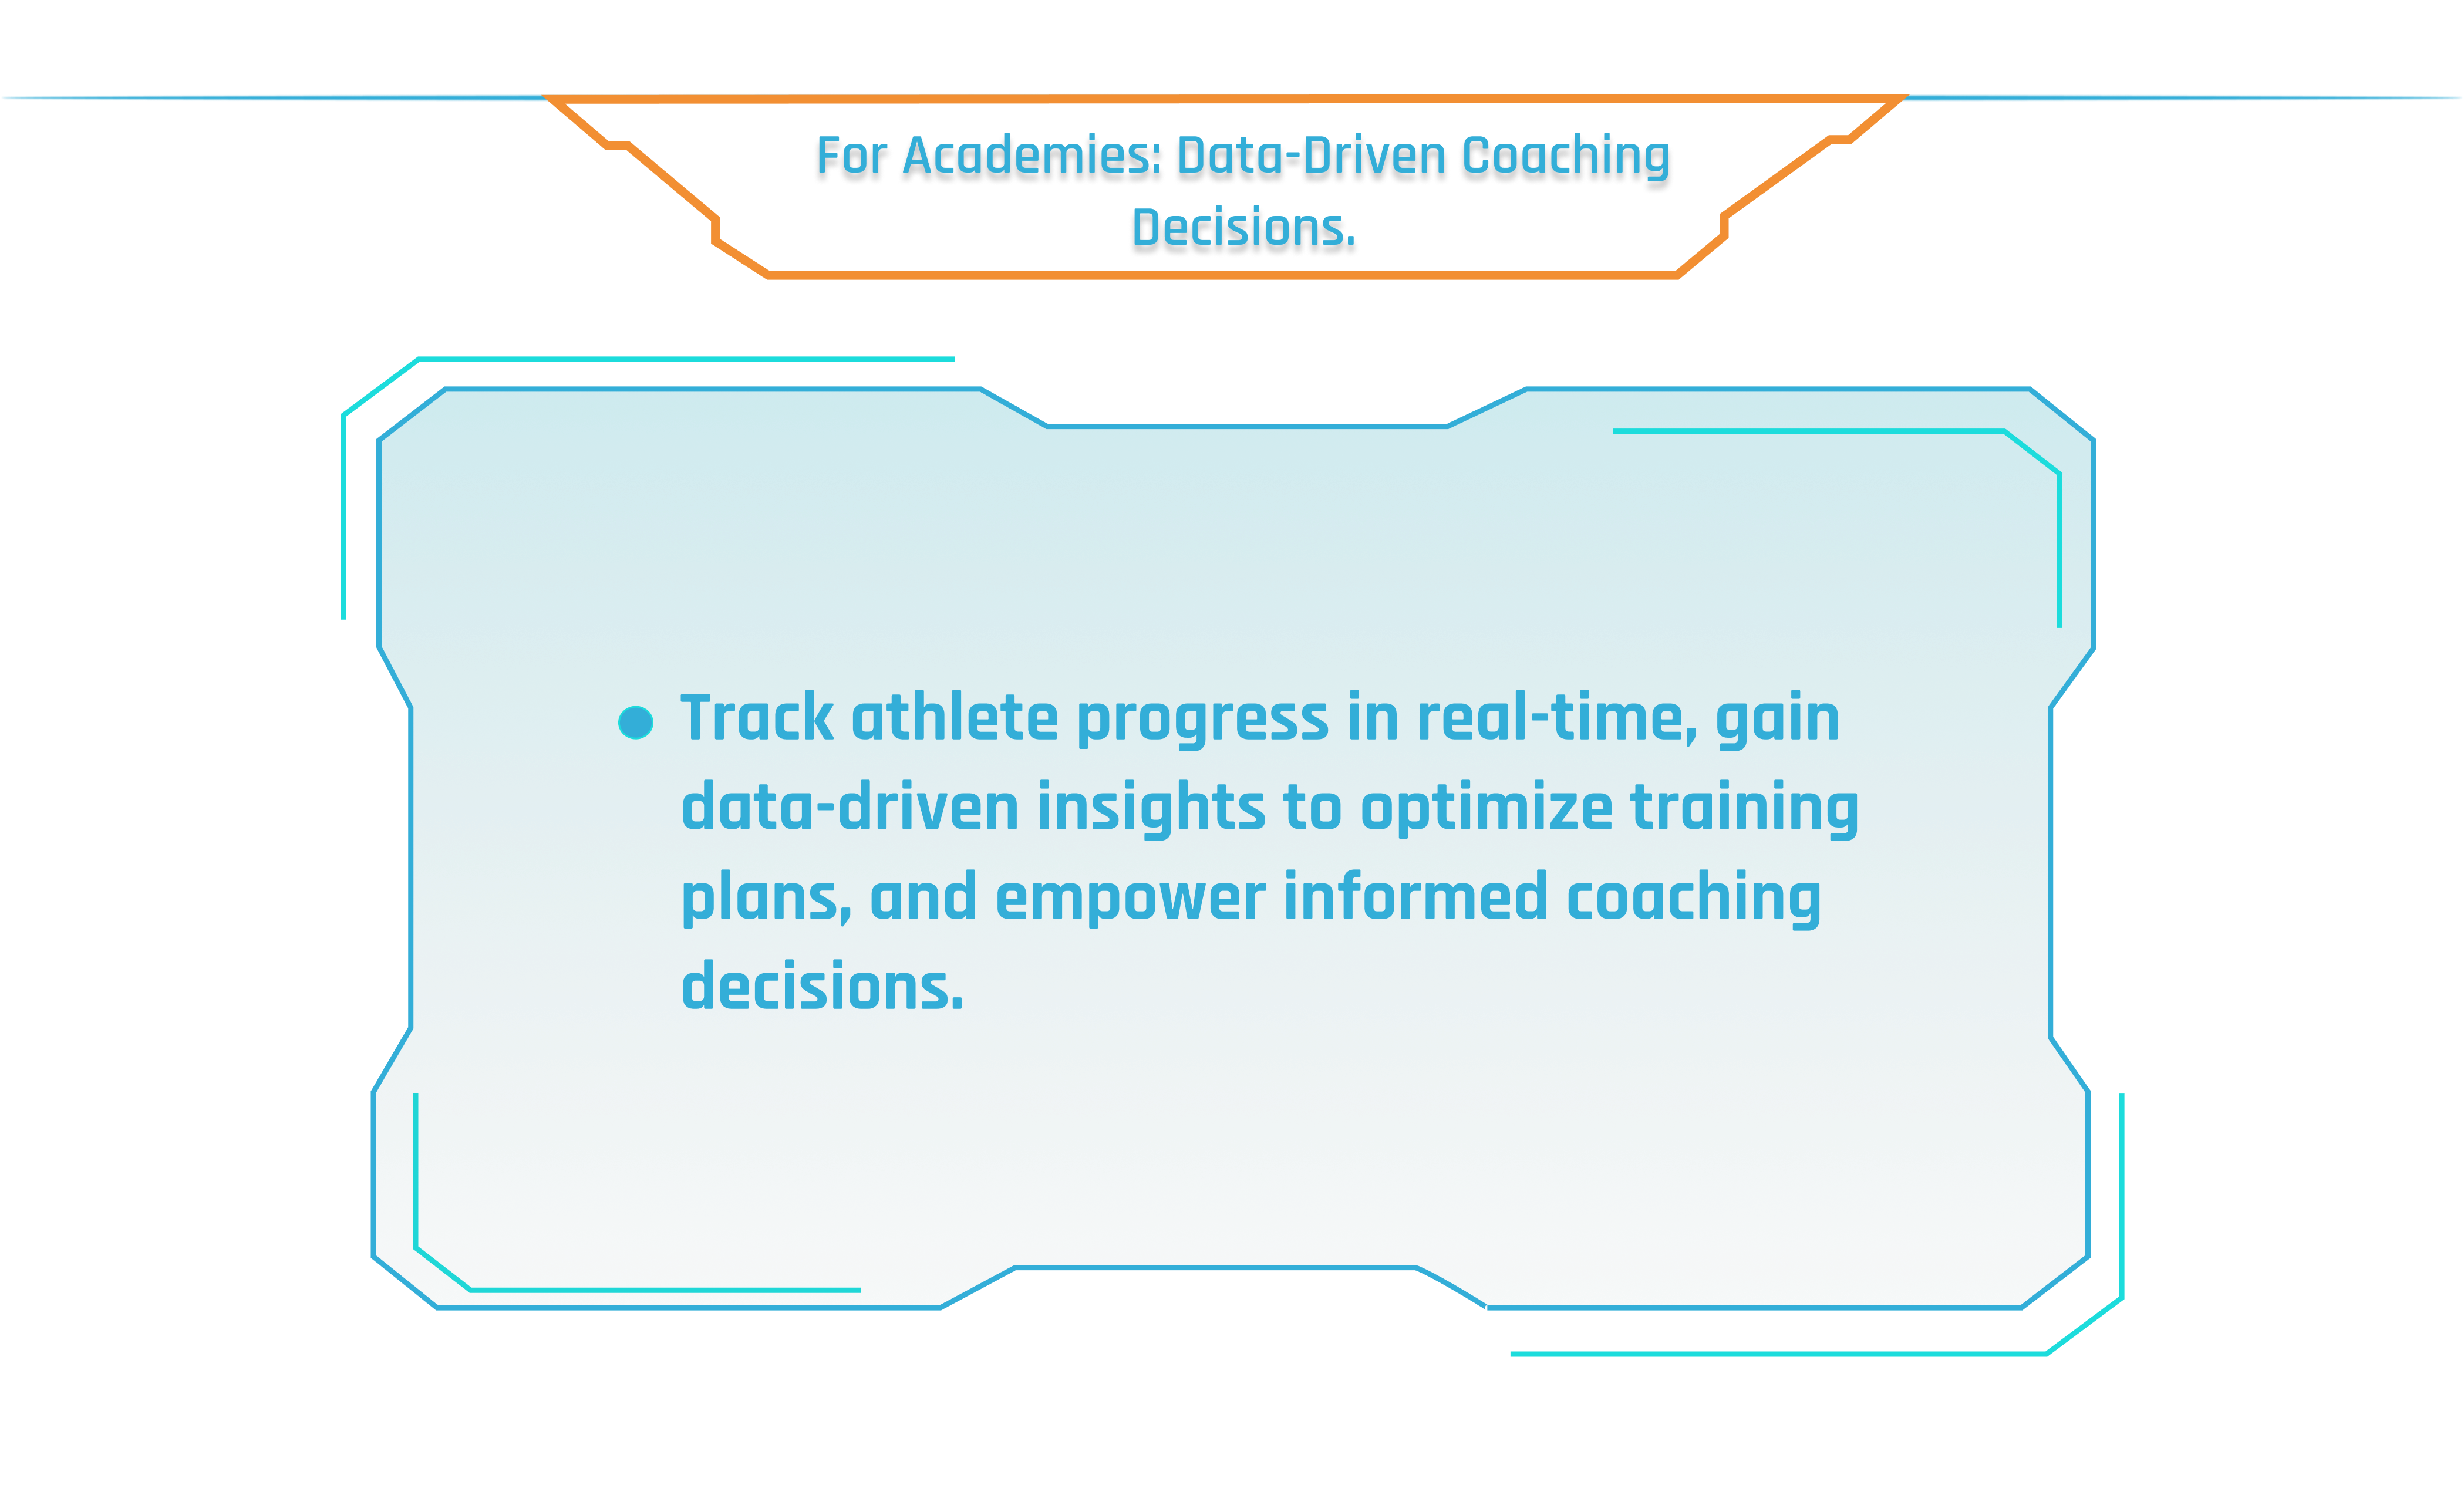 For Academies: Data-Driven Coaching
Decisions.
Track athlete progress in real-time, gain
data-driven insights to optimize training
plans, and empower informed coaching
decisions.